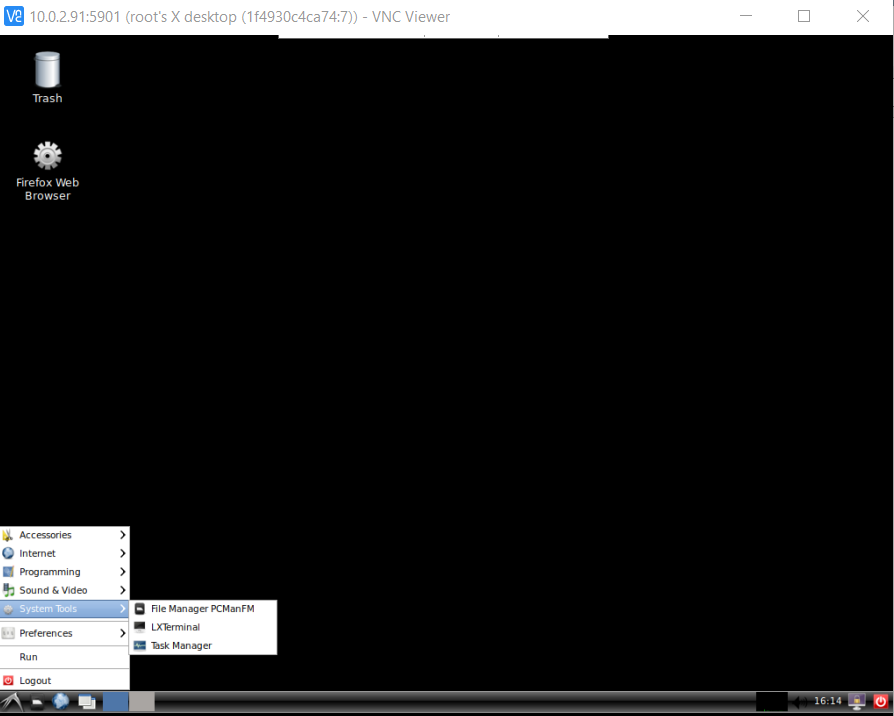 10.0.2.91:5901 (root's X desktop (1f4930c4ca74:7)) - VNC Viewer
Trash
Firefox Web
Browser
Accessories
Internet
Programming
Sound & Video
System Tools
Preferences
Run
Logout
File Manager PCManFM
LXTerminal
Task Manager
16:14